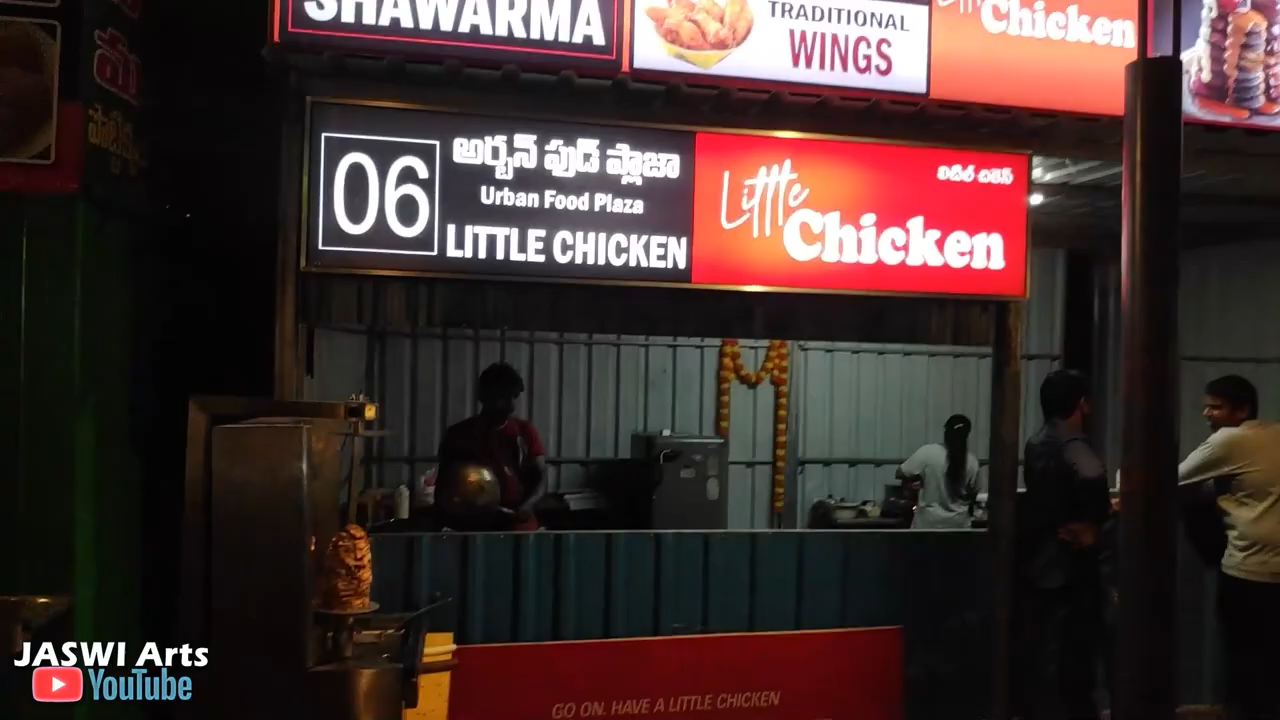 SHAWARMA
TRADITIONAL
WINGS
Little
Chicken
06
అర్బన్ ఫుడ్ ప్లాజా
Urban Food Plaza
LITTLE CHICKEN
Little
Chicken
లిటిల్ చికెన్
GO ON. HAVE A LITTLE CHICKEN
JASWI Arts
YouTube